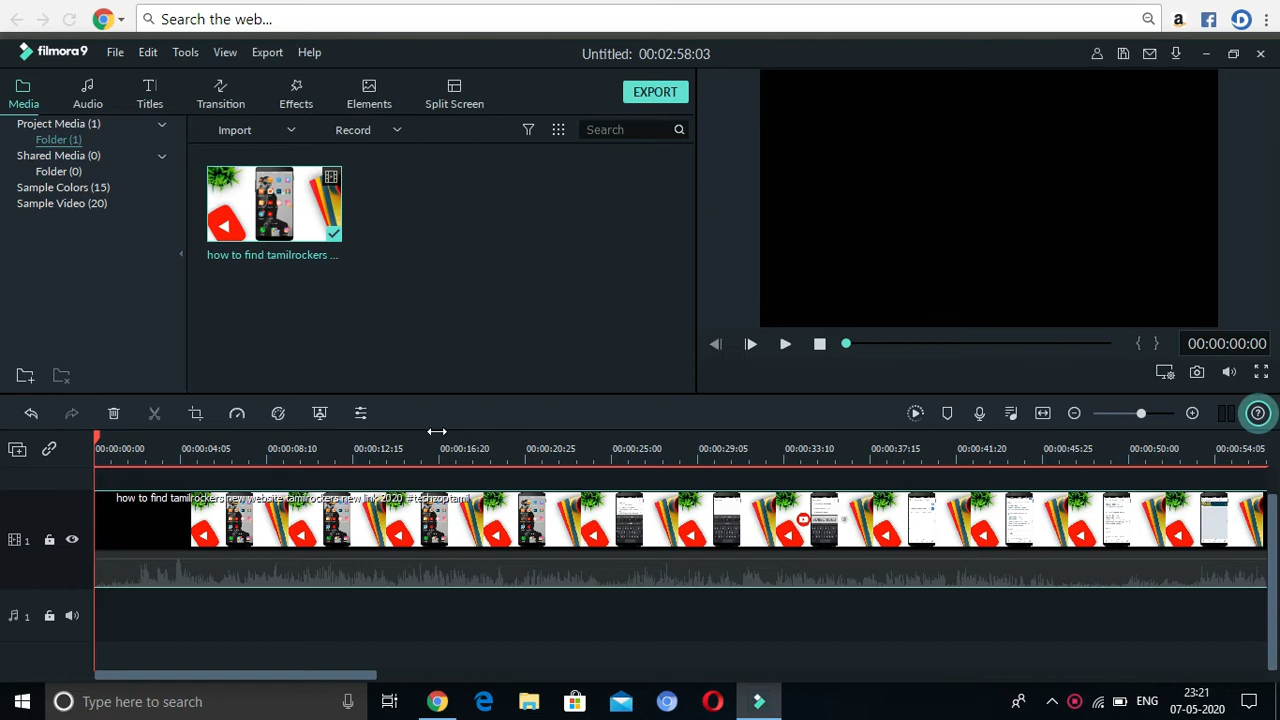 Search the web...
filmora9 File Edit Tools View Export Help Untitled: 00:02:58:03
Media Audio Titles Transition Effects Elements Split Screen EXPORT
Project Media (1)
Folder (1)
Shared Media (0)
Folder (0)
Sample Colors (15)
Sample Video (20)
Import Record Search
how to find tamilrockers ...
00:00:00:00
00:00:00:00 00:00:04:05 00:00:08:10 00:00:12:15 00:00:16:20 00:00:20:25 00:00:25:00 00:00:29:05 00:00:33:10 00:00:37:15 00:00:41:20 00:00:45:25 00:00:50:00 00:00:54:05
how to find tamilrockers new website tamilrockers new link 2020 #techzoptamil
1
1
Type here to search ENG 23:21
07-05-2020